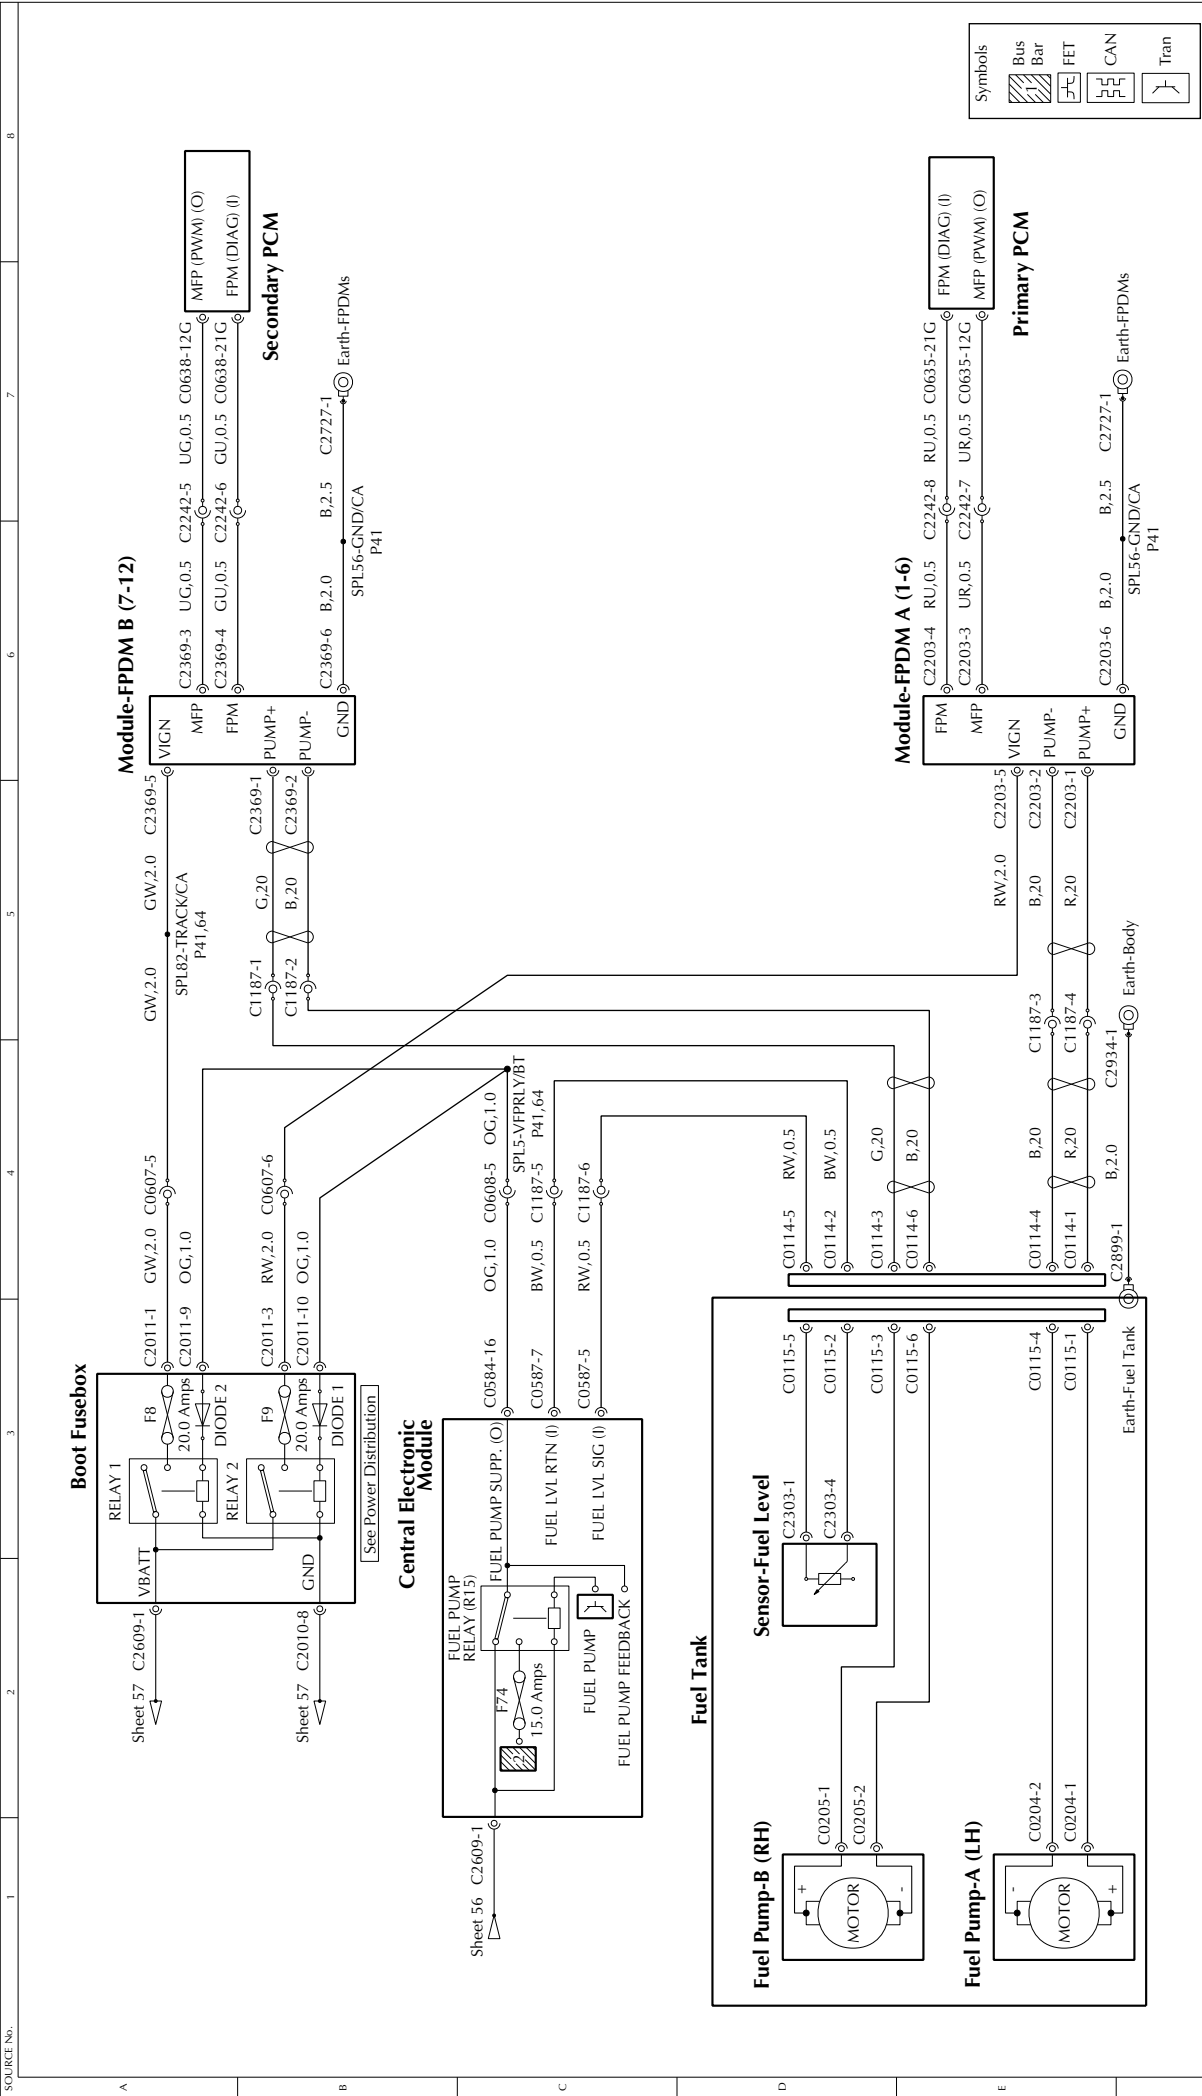 SOURCE No.
1
2
3
4
5
6
7
8
A
B
C
D
E
Boot Fusebox
Sheet 57 C2609-1
VBATT
RELAY 1
F8
20.0 Amps
DIODE 2
RELAY 2
F9
20.0 Amps
DIODE 1
GND
Sheet 57 C2010-8
See Power Distribution
C2011-1 GW,2.0 C0607-5 GW,2.0 GW,2.0 C2369-5
SPL82-TRACK/CA
P41,64
C2011-9 OG,1.0
C2011-3 RW,2.0 C0607-6
C2011-10 OG,1.0
C1187-1 G,20 C2369-1
C1187-2 B,20 C2369-2
Module-FPDM B (7-12)
VIGN
MFP
FPM
PUMP+
PUMP-
GND
C2369-3 UG,0.5 C2242-5 UG,0.5 C0638-12G
C2369-4 GU,0.5 C2242-6 GU,0.5 C0638-21G
C2369-6 B,2.0 B,2.5 C2727-1 Earth-FPDMs
SPL56-GND/CA
P41
MFP (PWM) (O)
FPM (DIAG) (I)
Secondary PCM
Central Electronic
Module
Sheet 56 C2609-1
FUEL PUMP
RELAY (R15)
F74
15.0 Amps
2
FUEL PUMP
FUEL PUMP FEEDBACK
FUEL PUMP SUPP. (O)
FUEL LVL RTN (I)
FUEL LVL SIG (I)
C0584-16 OG,1.0 C0608-5 OG,1.0
SPL5-VFPRLY/BT
P41,64
C0587-7 BW,0.5 C1187-5
C0587-5 RW,0.5 C1187-6
Fuel Tank
Fuel Pump-B (RH)
+
MOTOR
-
C0205-1
C0205-2
Sensor-Fuel Level
C2303-1
C2303-4
C0115-5
C0115-2
C0115-3
C0115-6
C0115-4
C0115-1
C0114-5 RW,0.5
C0114-2 BW,0.5
C0114-3 G,20
C0114-6 B,20
C0114-4 B,20 C1187-3 B,20 C2203-2
C0114-1 R,20 C1187-4 R,20 C2203-1
RW,2.0 C2203-5
Fuel Pump-A (LH)
-
MOTOR
+
C0204-2
C0204-1
Earth-Fuel Tank
C2899-1 B,2.0 C2934-1 Earth-Body
Module-FPDM A (1-6)
FPM
MFP
VIGN
PUMP-
PUMP+
GND
C2203-4 RU,0.5 C2242-8 RU,0.5 C0635-21G
C2203-3 UR,0.5 C2242-7 UR,0.5 C0635-12G
C2203-6 B,2.0 B,2.5 C2727-1 Earth-FPDMs
SPL56-GND/CA
P41
FPM (DIAG) (I)
MFP (PWM) (O)
Primary PCM
Symbols
1
Bus
Bar
FET
CAN
Tran